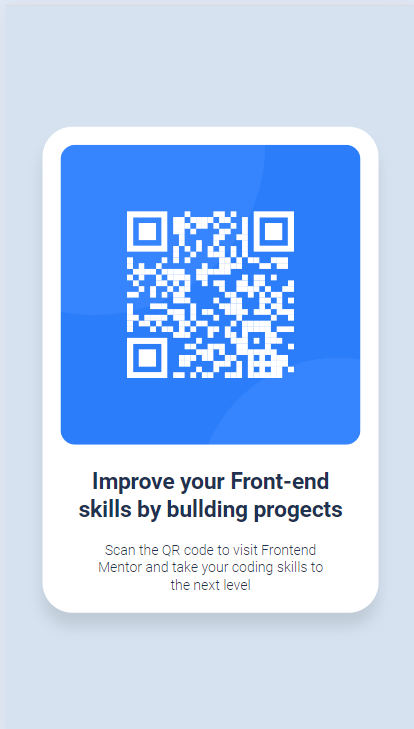 Improve your Front-end
skills by bullding progects
Scan the QR code to visit Frontend
Mentor and take your coding skills to
the next level